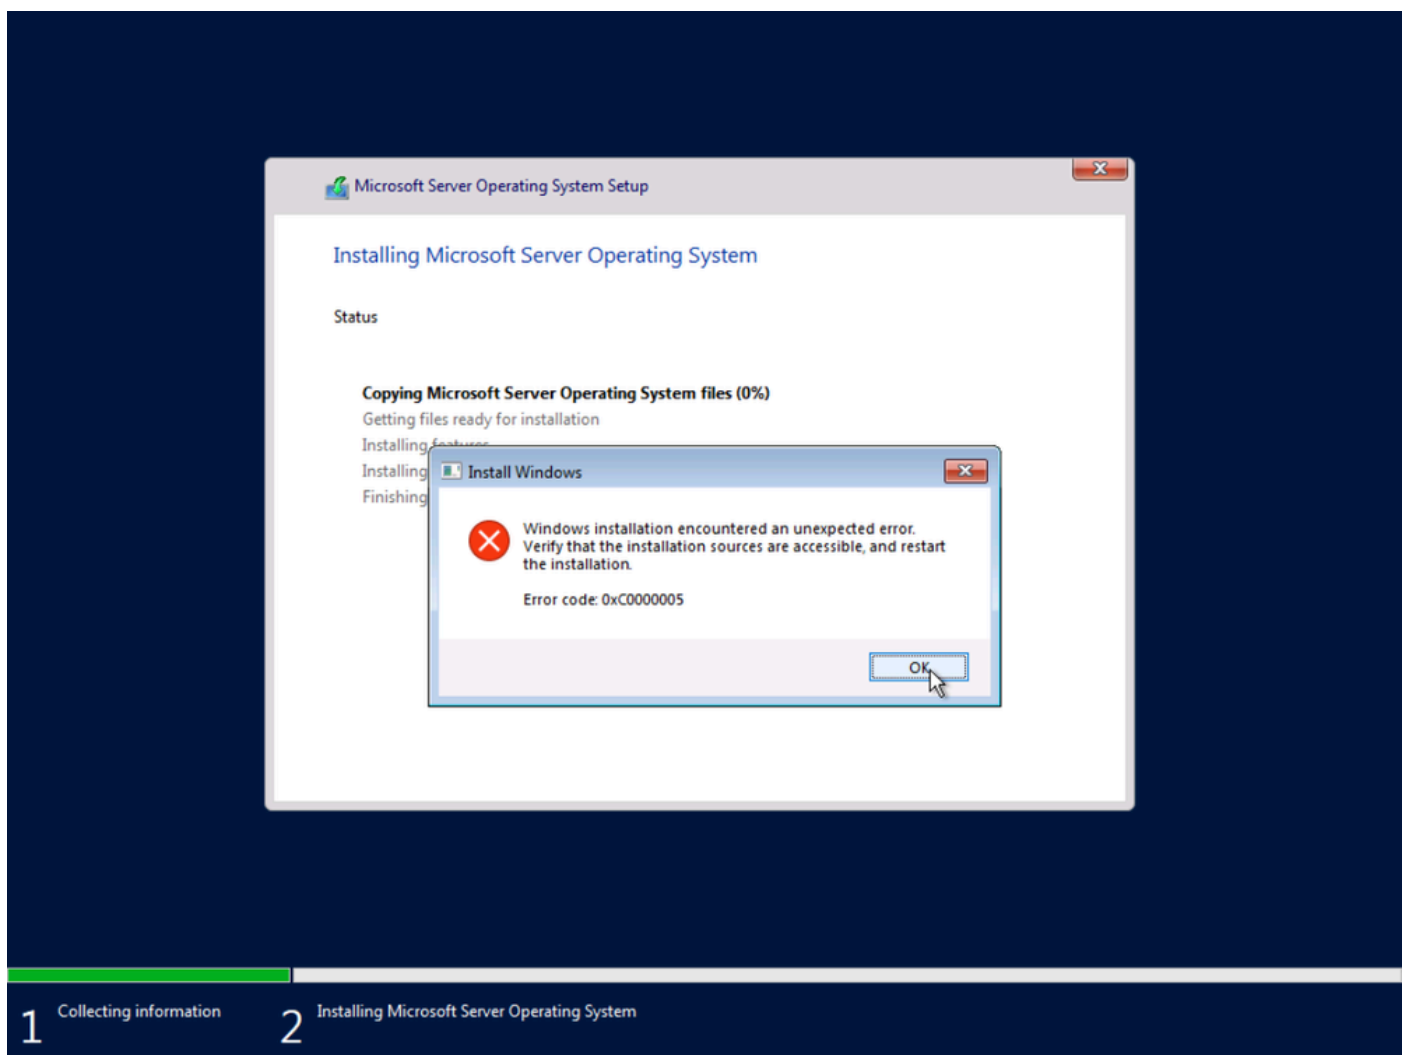 Microsoft Server Operating System Setup
Installing Microsoft Server Operating System
Status
Copying Microsoft Server Operating System files (0%)
Getting files ready for installation
Installing features
Installing
Finishing
Install Windows
Windows installation encountered an unexpected error.
Verify that the installation sources are accessible, and restart
the installation.
Error code: 0xC0000005
OK
1 Collecting information
2 Installing Microsoft Server Operating System